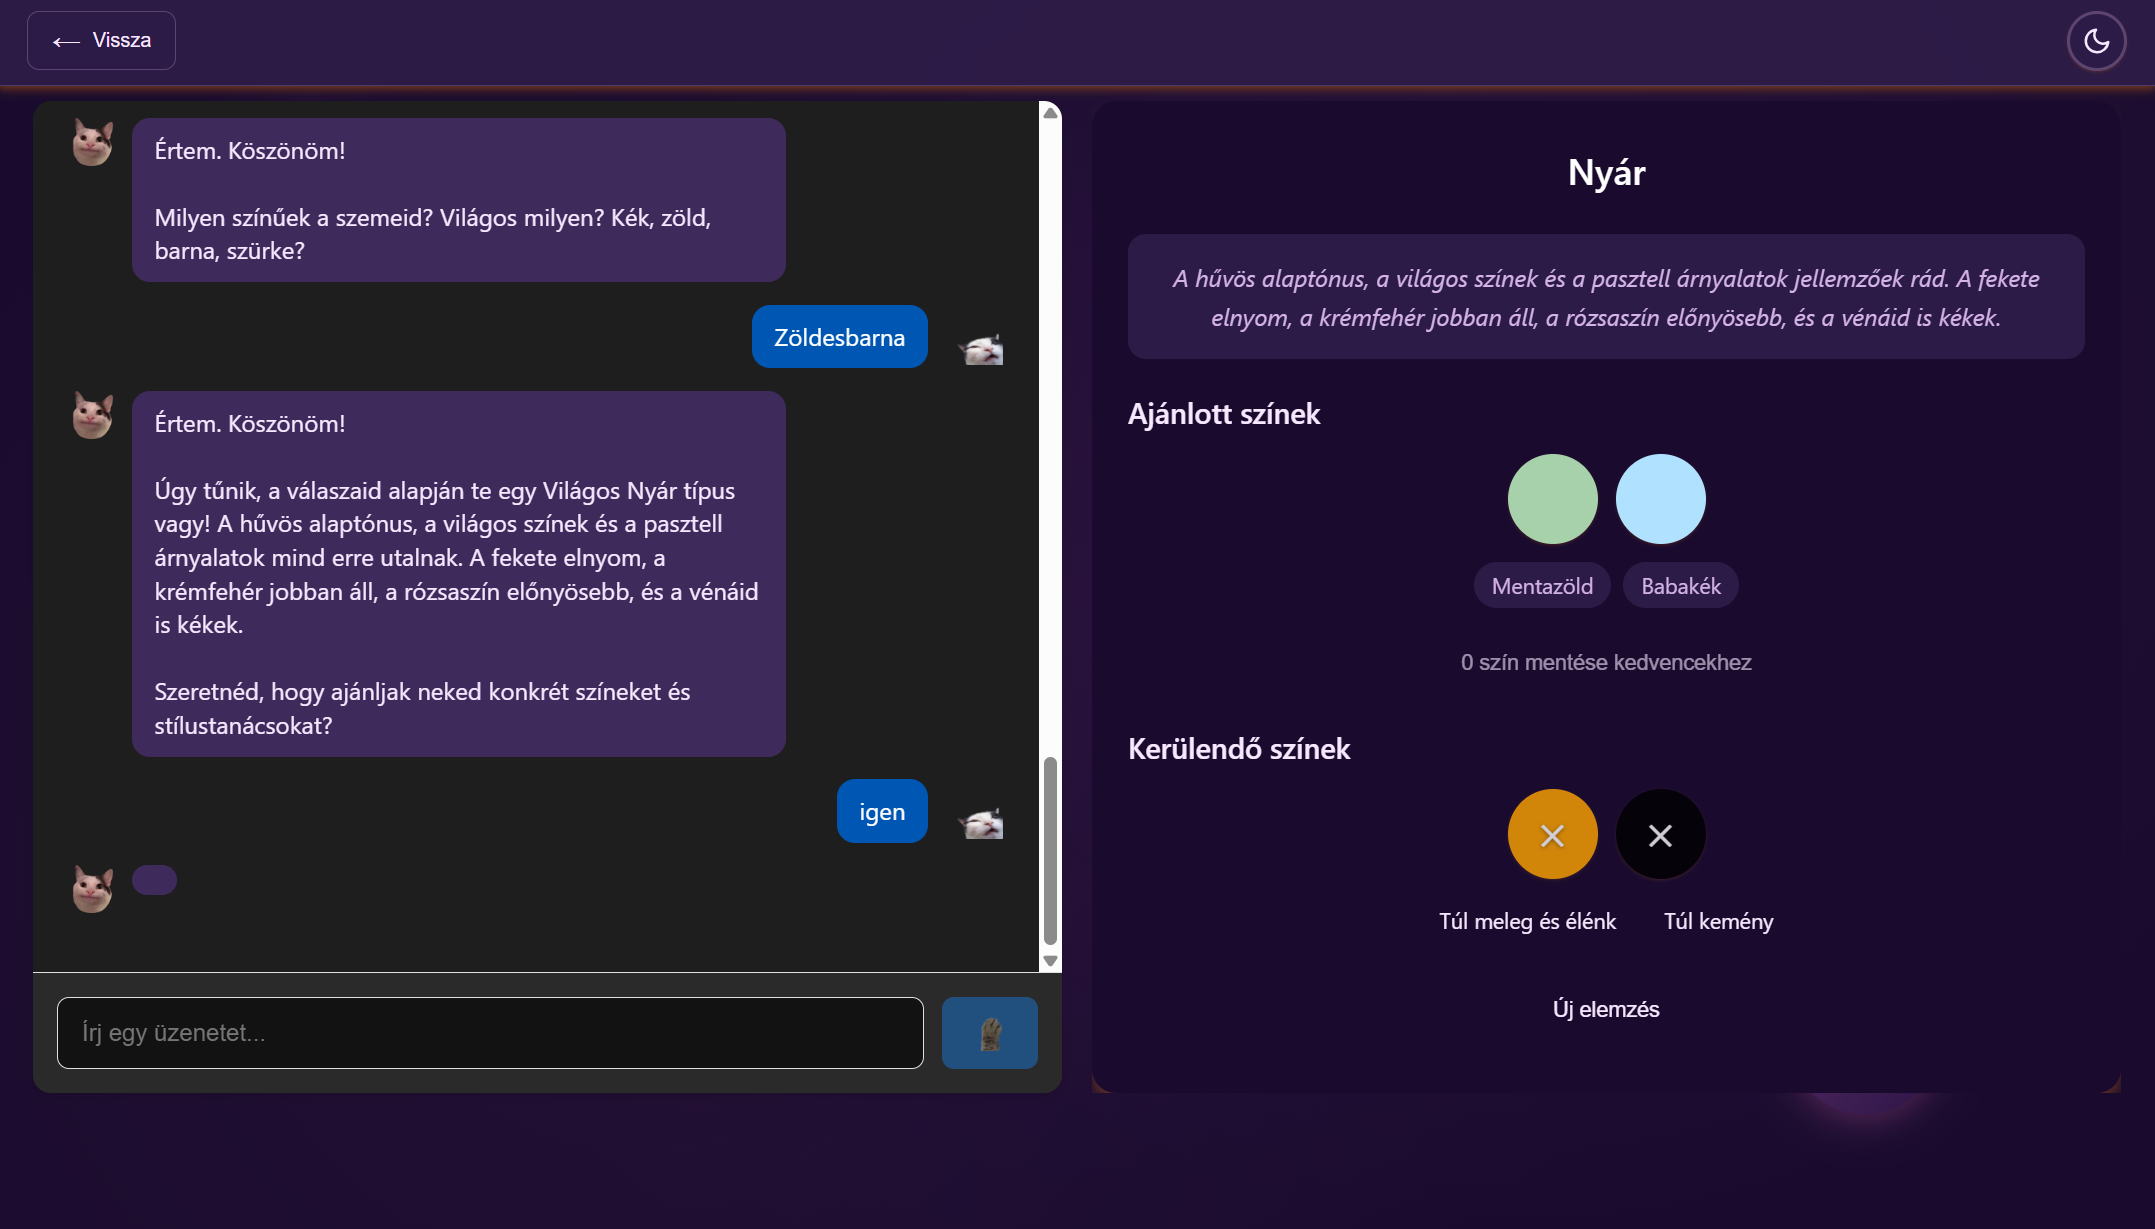 Vissza
Értem. Köszönöm!
Milyen színűek a szemeid? Világos milyen? Kék, zöld,
barna, szürke?
Zöldesbarna
Értem. Köszönöm!
Úgy tűnik, a válaszaid alapján te egy Világos Nyár típus
vagy! A hűvös alaptónus, a világos színek és a pasztell
árnyalatok mind erre utalnak. A fekete elnyom, a
krémfehér jobban áll, a rózsaszín előnyösebb, és a vénáid
is kékek.
Szeretnéd, hogy ajánljak neked konkrét színeket és
stílustanácsokat?
igen
Írj egy üzenetet...
Nyár
A hűvös alaptónus, a világos színek és a pasztell árnyalatok jellemzőek rád. A fekete
elnyom, a krémfehér jobban áll, a rózsaszín előnyösebb, és a vénáid is kékek.
Ajánlott színek
Mentazöld Babakék
0 szín mentése kedvencekhez
Kerülendő színek
Túl meleg és élénk Túl kemény
Új elemzés